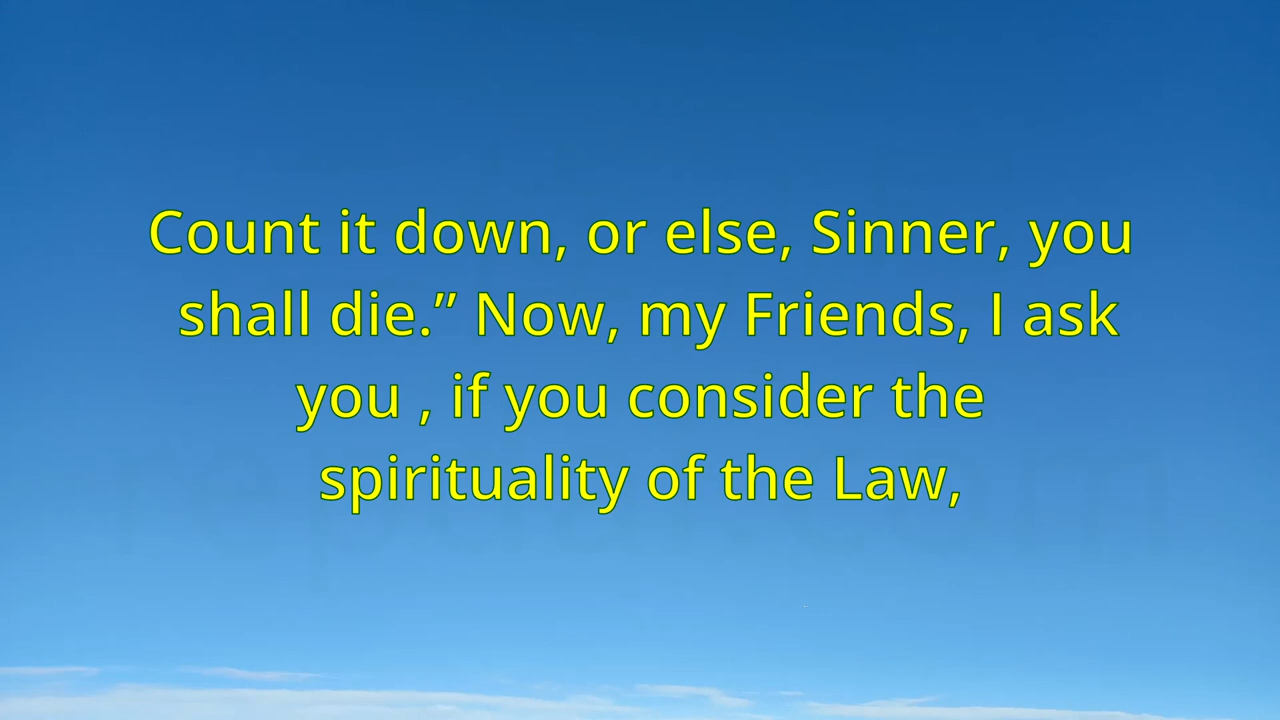 Count it down, or else, Sinner, you
shall die.” Now, my Friends, I ask
you , if you consider the
spirituality of the Law,